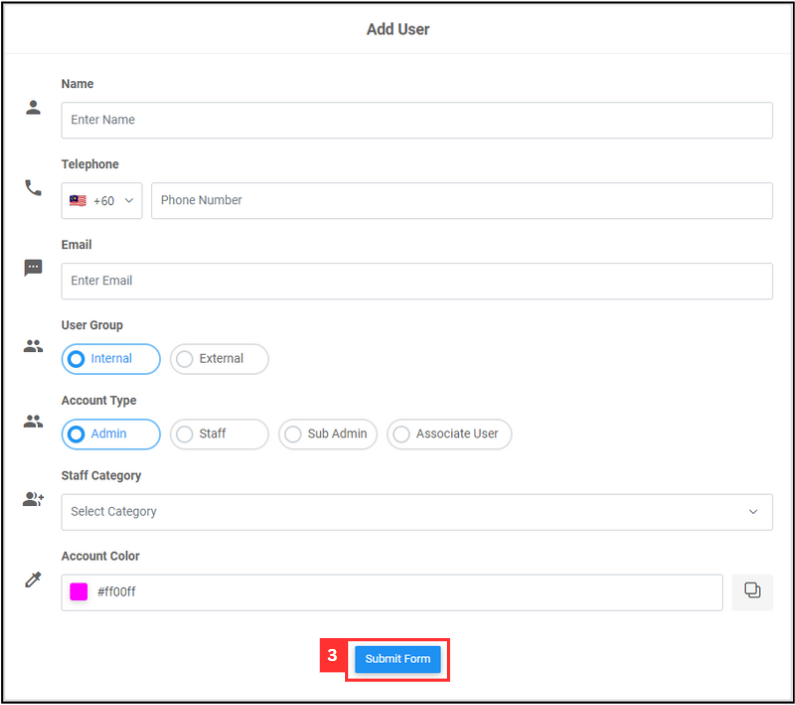 Add User
Name
Enter Name
Telephone
+60 Phone Number
Email
Enter Email
User Group
Internal External
Account Type
Admin Staff Sub Admin Associate User
Staff Category
Select Category
Account Color
#ff00ff
3 Submit Form